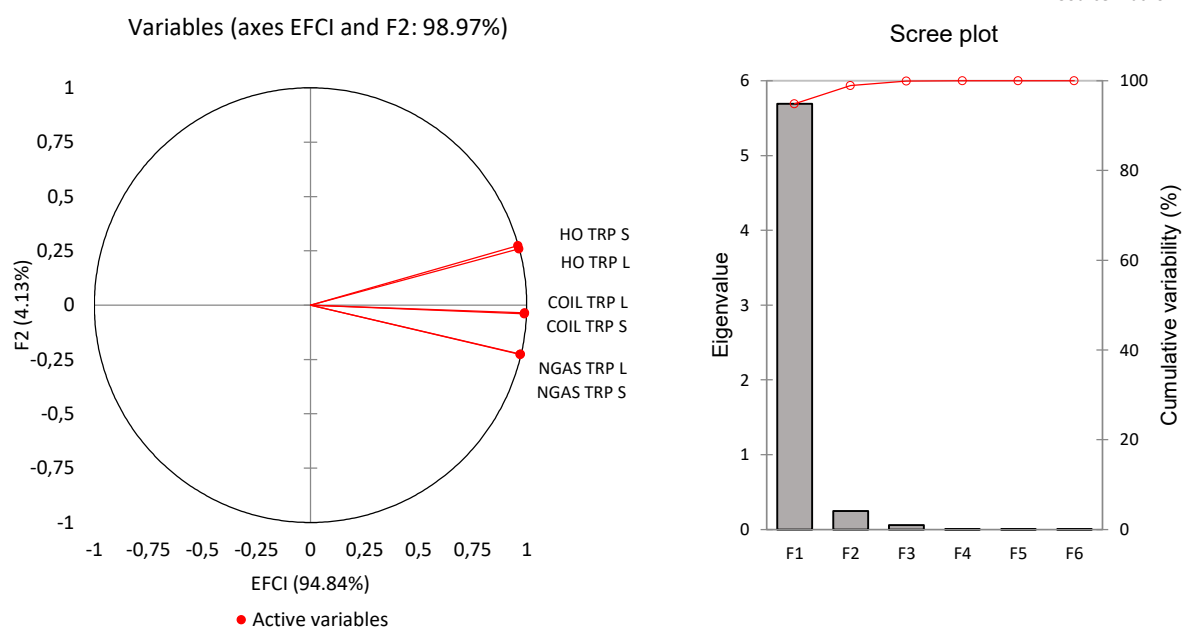 Variables (axes EFCI and F2: 98.97%)
1
0,75
0,5
0,25
0
-0,25
-0,5
-0,75
-1
F2 (4.13%)
HO TRP S
HO TRP L
COIL TRP L
COIL TRP S
NGAS TRP L
NGAS TRP S
-1 -0,75 -0,5 -0,25 0 0,25 0,5 0,75 1
EFCI (94.84%)
Active variables
Scree plot
6
5
4
3
2
1
0
Eigenvalue
100
80
60
40
20
0
Cumulative variability (%)
F1 F2 F3 F4 F5 F6